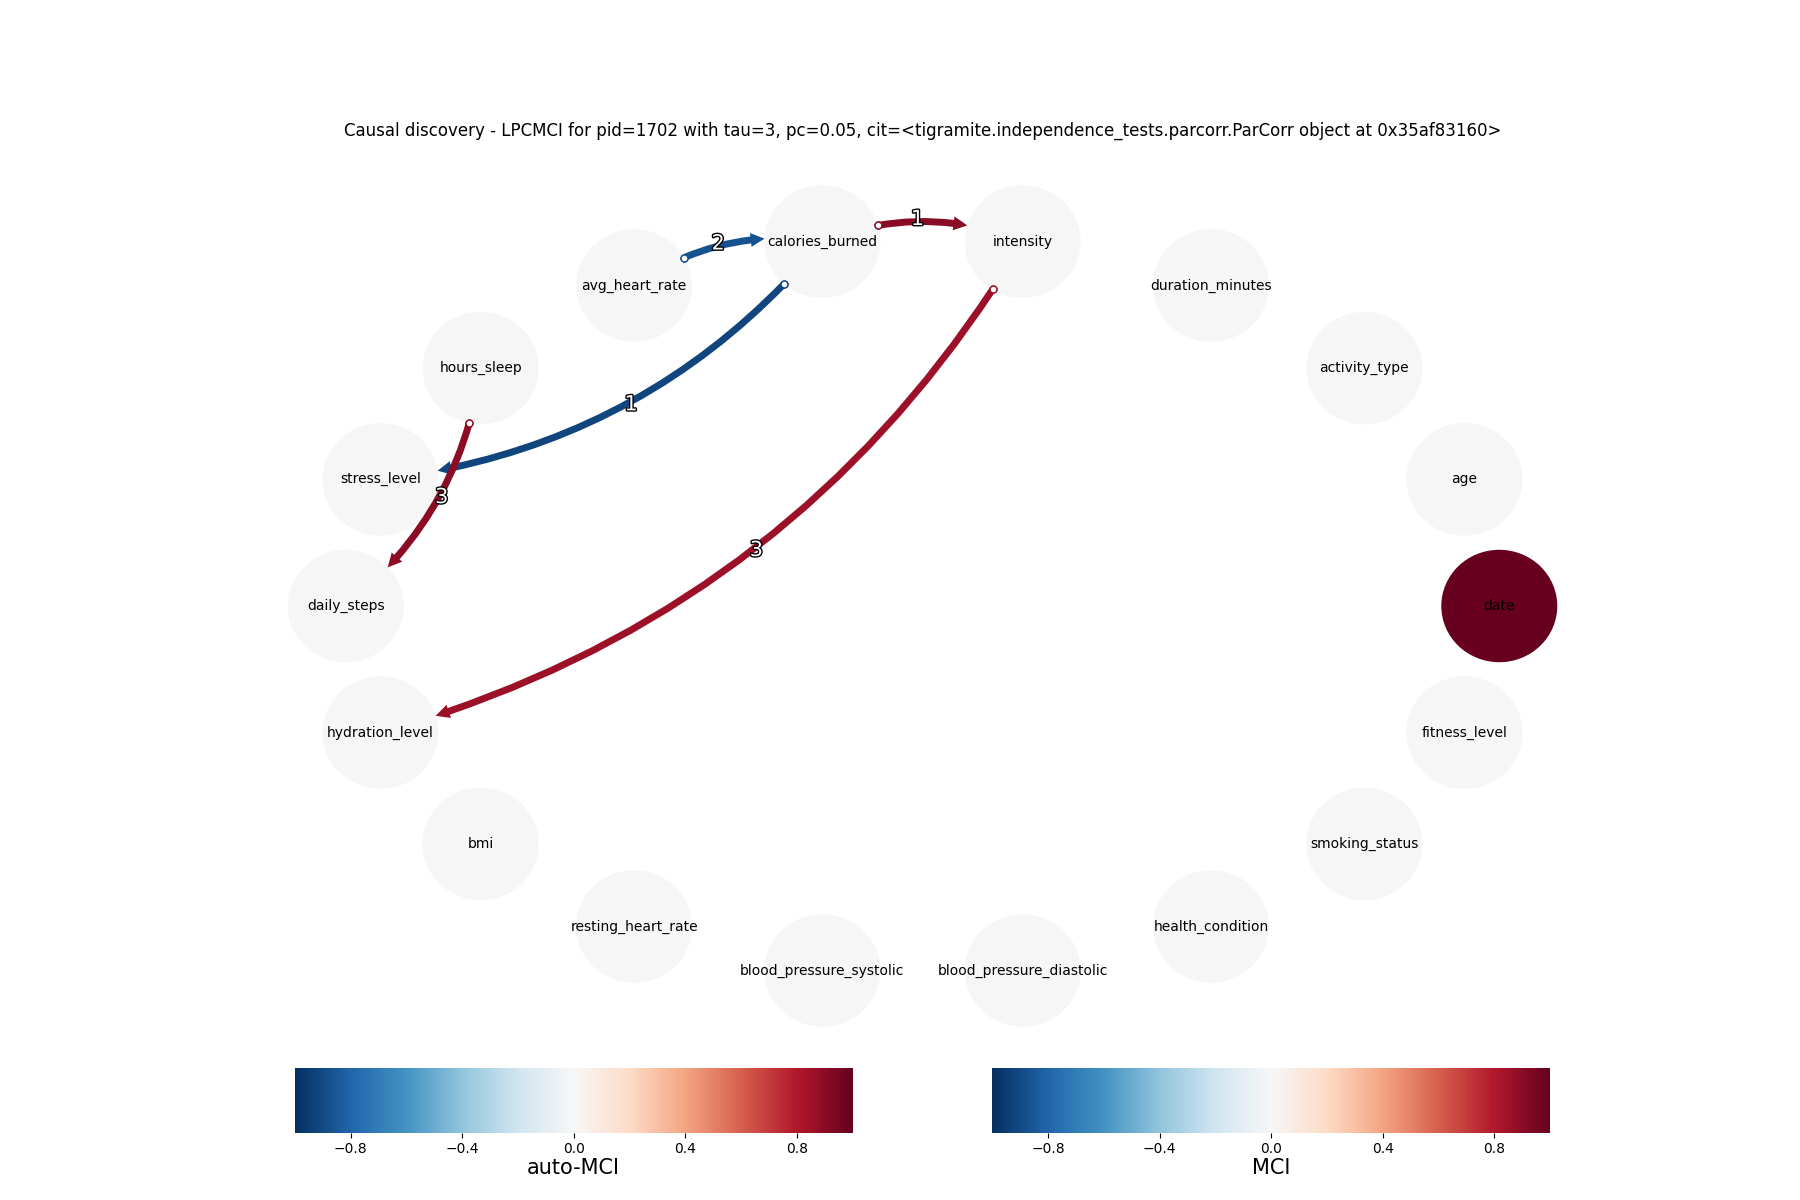 Causal discovery - LPCMCI for pid=1702 with tau=3, pc=0.05, cit=<tigramite.independence_tests.parcorr.ParCorr object at 0x35af83160>
1
2
calories_burned
intensity
avg_heart_rate
duration_minutes
hours_sleep
activity_type
1
stress_level
age
3
3
daily_steps
date
hydration_level
fitness_level
bmi
smoking_status
resting_heart_rate
health_condition
blood_pressure_systolic
blood_pressure_diastolic
−0.8 −0.4 0.0 0.4 0.8
auto-MCI
−0.8 −0.4 0.0 0.4 0.8
MCI